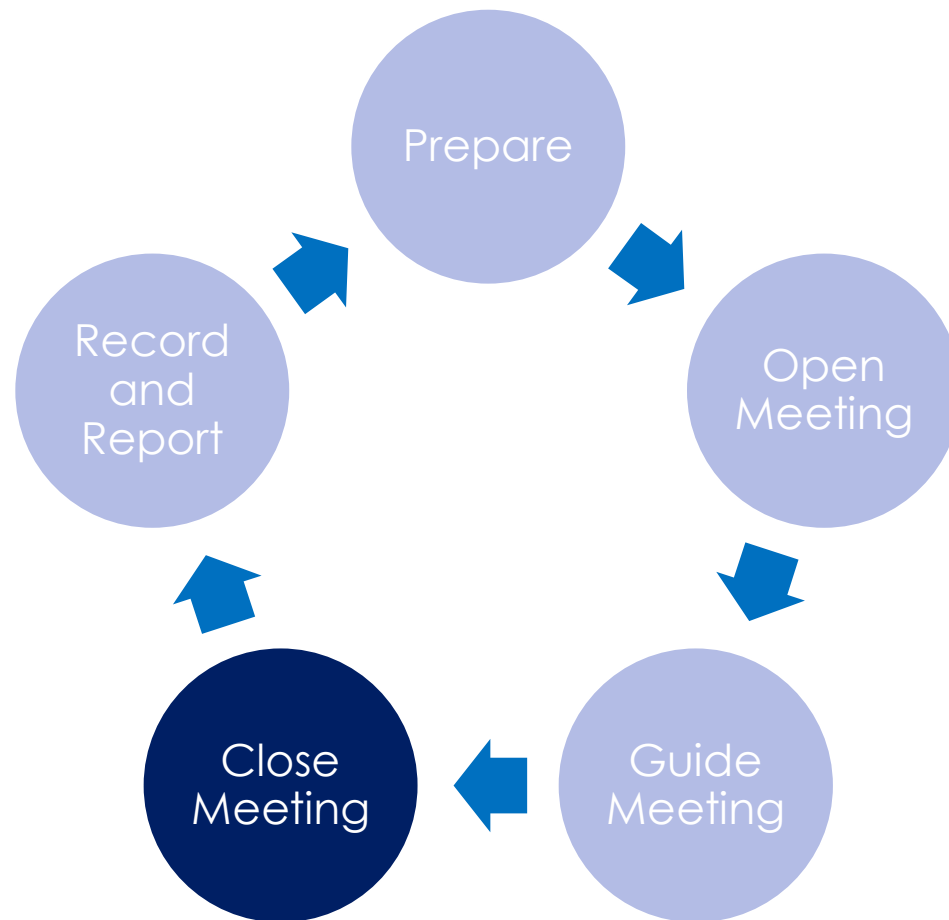 Prepare
Open
Meeting
Guide
Meeting
Close
Meeting
Record
and
Report